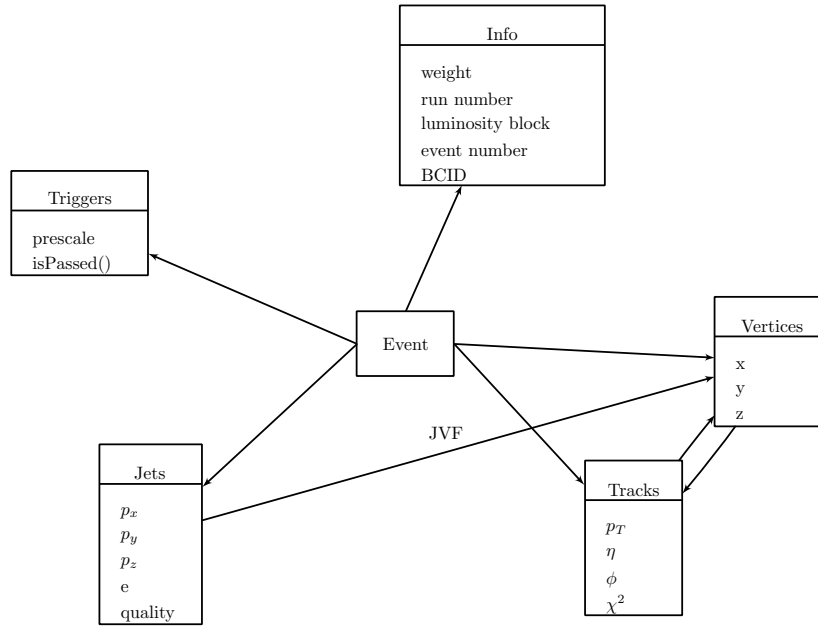 Info
weight
run number
luminosity block
event number
BCID
Triggers
prescale
isPassed()
Event
Vertices
x
y
z
JVF
Jets
p_x
p_y
p_z
e
quality
Tracks
p_T
η
ϕ
χ²